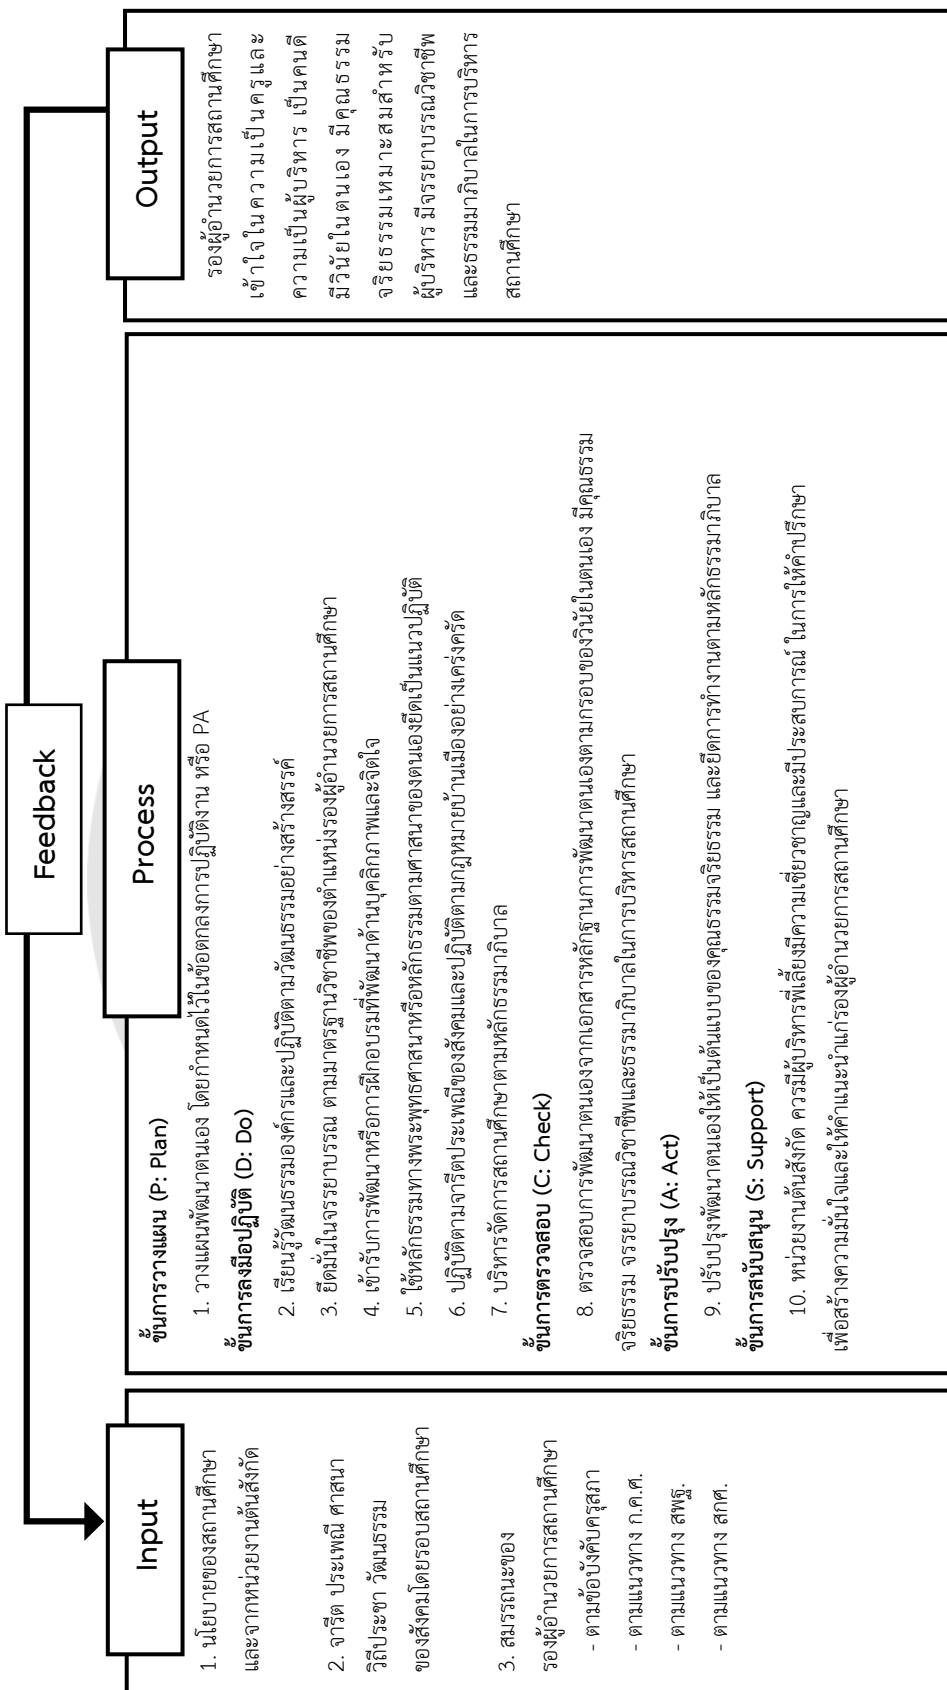 Feedback
Input
1. นโยบายของสถานศึกษา
และจากหน่วยงานต้นสังกัด
2. จารีต ประเพณี ศาสนา
วิถีประชา วัฒนธรรม
ของสังคมโดยรอบสถานศึกษา
3. สมรรถนะของ
รองผู้อำนวยการสถานศึกษา
- ตามข้อบังคับคุรุสภา
- ตามแนวทาง ก.ค.ศ.
- ตามแนวทาง สพฐ.
- ตามแนวทาง สกศ.
Process
ขั้นการวางแผน (P: Plan)
1. วางแผนพัฒนาตนเอง โดยกำหนดไว้ในข้อตกลงการปฏิบัติงาน หรือ PA
ขั้นการลงมือปฏิบัติ (D: Do)
2. เรียนรู้วัฒนธรรมองค์กรและปฏิบัติตามวัฒนธรรมอย่างสร้างสรรค์
3. ยึดมั่นในจรรยาบรรณ ตามมาตรฐานวิชาชีพของตำแหน่งรองผู้อำนวยการสถานศึกษา
4. เข้ารับการพัฒนาหรือการฝึกอบรมที่พัฒนาด้านบุคลิกภาพและจิตใจ
5. ใช้หลักธรรมทางพระพุทธศาสนาหรือหลักธรรมตามศาสนาของตนเองยึดเป็นแนวปฏิบัติ
6. ปฏิบัติตามจารีตประเพณีของสังคมและปฏิบัติตามกฎหมายบ้านเมืองอย่างเคร่งครัด
7. บริหารจัดการสถานศึกษาตามหลักธรรมาภิบาล
ขั้นการตรวจสอบ (C: Check)
8. ตรวจสอบการพัฒนาตนเองจากเอกสารหลักฐานการพัฒนาตนเองตามกรอบของวินัยในตนเอง มีคุณธรรม
จริยธรรม จรรยาบรรณวิชาชีพและธรรมาภิบาลในการบริหารสถานศึกษา
ขั้นการปรับปรุง (A: Act)
9. ปรับปรุงพัฒนาตนเองให้เป็นต้นแบบของคุณธรรมจริยธรรม และยึดการทำงานตามหลักธรรมาภิบาล
ขั้นการสนับสนุน (S: Support)
10. หน่วยงานต้นสังกัด ควรมีผู้บริหารพี่เลี้ยงมีความเชี่ยวชาญและมีประสบการณ์ ในการให้คำปรึกษา
เพื่อสร้างความมั่นใจและให้คำแนะนำแก่รองผู้อำนวยการสถานศึกษา
Output
รองผู้อำนวยการสถานศึกษา
เข้าใจในความเป็นครูและ
ความเป็นผู้บริหาร เป็นคนดี
มีวินัยในตนเอง มีคุณธรรม
จริยธรรมเหมาะสมสำหรับ
ผู้บริหาร มีจรรยาบรรณวิชาชีพ
และธรรมมาภิบาลในการบริหาร
สถานศึกษา